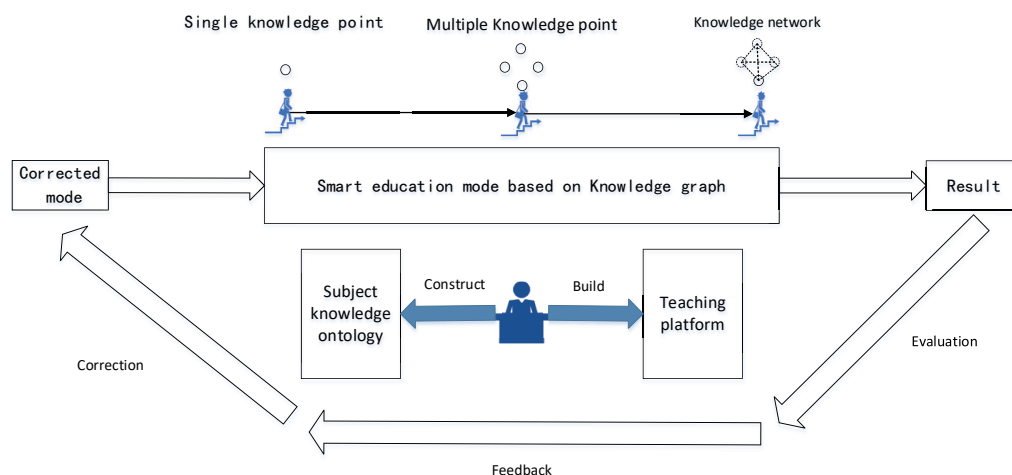 Single knowledge point
Multiple Knowledge point
Knowledge network
Corrected
mode
Smart education mode based on Knowledge graph
Result
Subject
knowledge
ontology
Construct
Build
Teaching
platform
Correction
Evaluation
Feedback